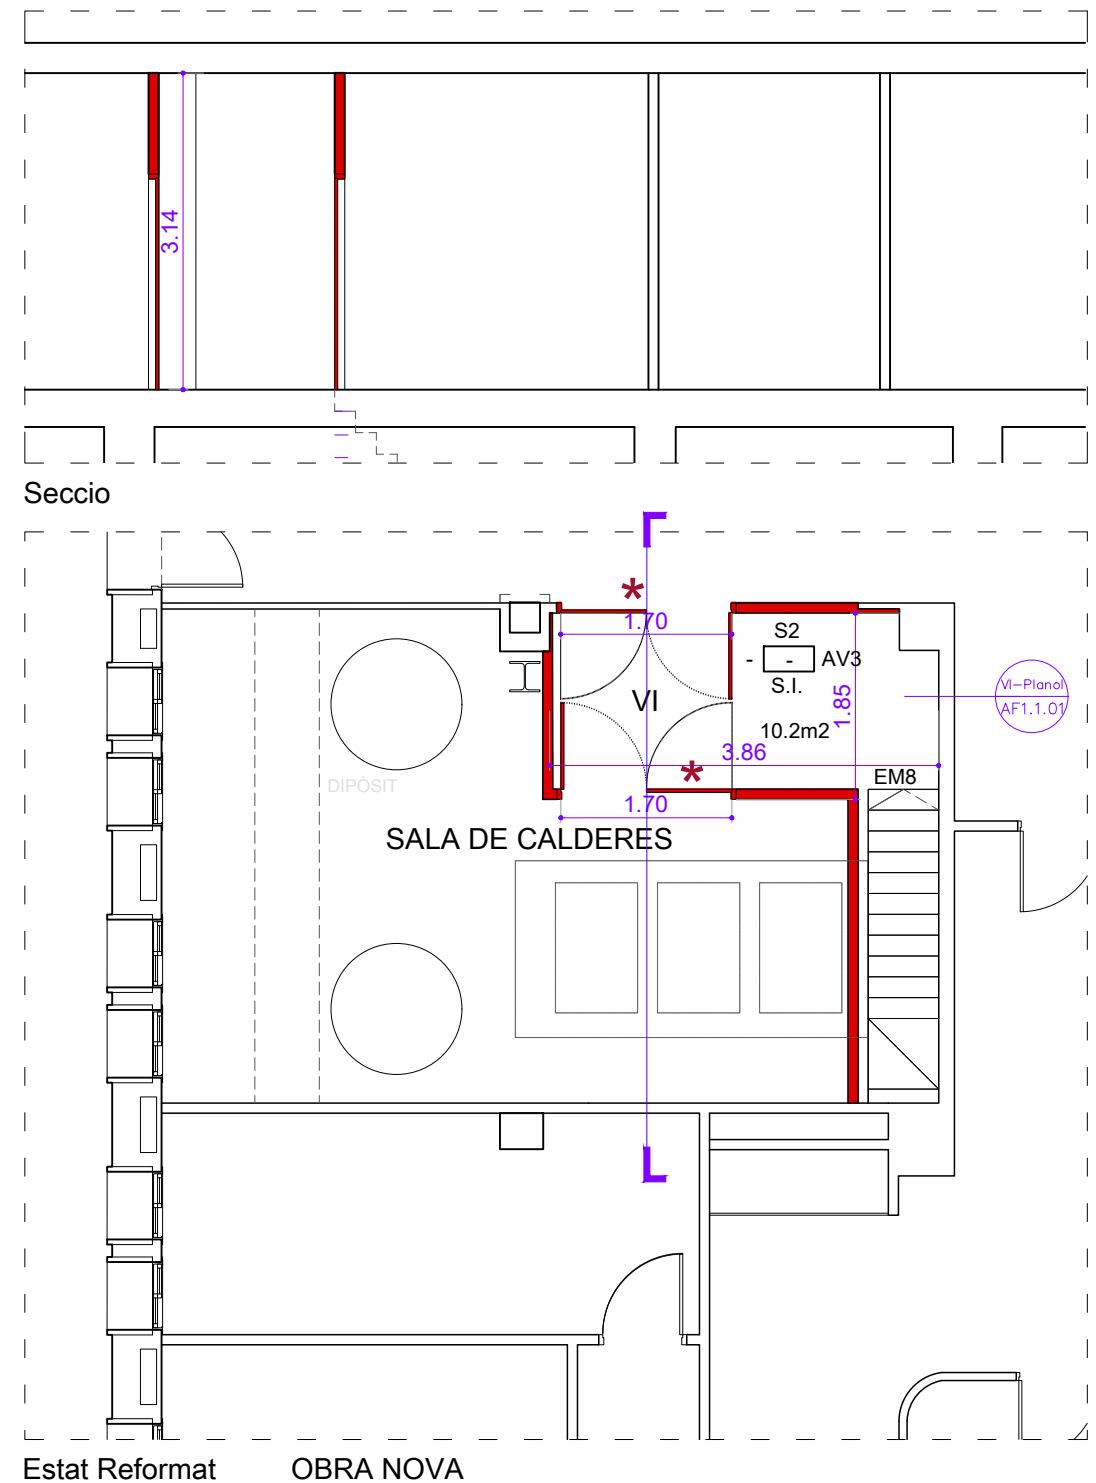 3.14
Seccio
*
1.70
S2
- - AV3
S.I.
VI
1.85
VI-Planol
AF1.1.01
10.2m2
3.86
*
EM8
DIPÒSIT
1.70
SALA DE CALDERES
Estat Reformat OBRA NOVA